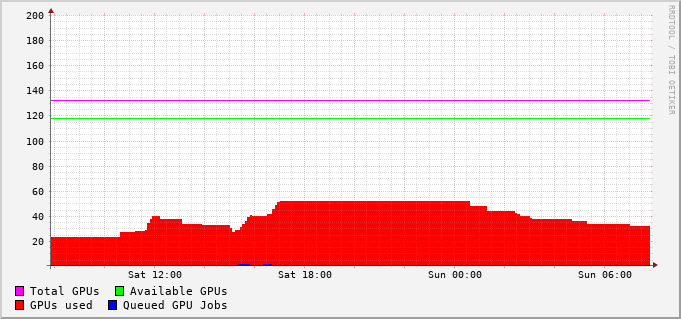 200
180
160
140
120
100
80
60
40
20
Sat 12:00 Sat 18:00 Sun 00:00 Sun 06:00
Total GPUs Available GPUs
GPUs used Queued GPU Jobs
RRDTOOL / TOBI OETIKER